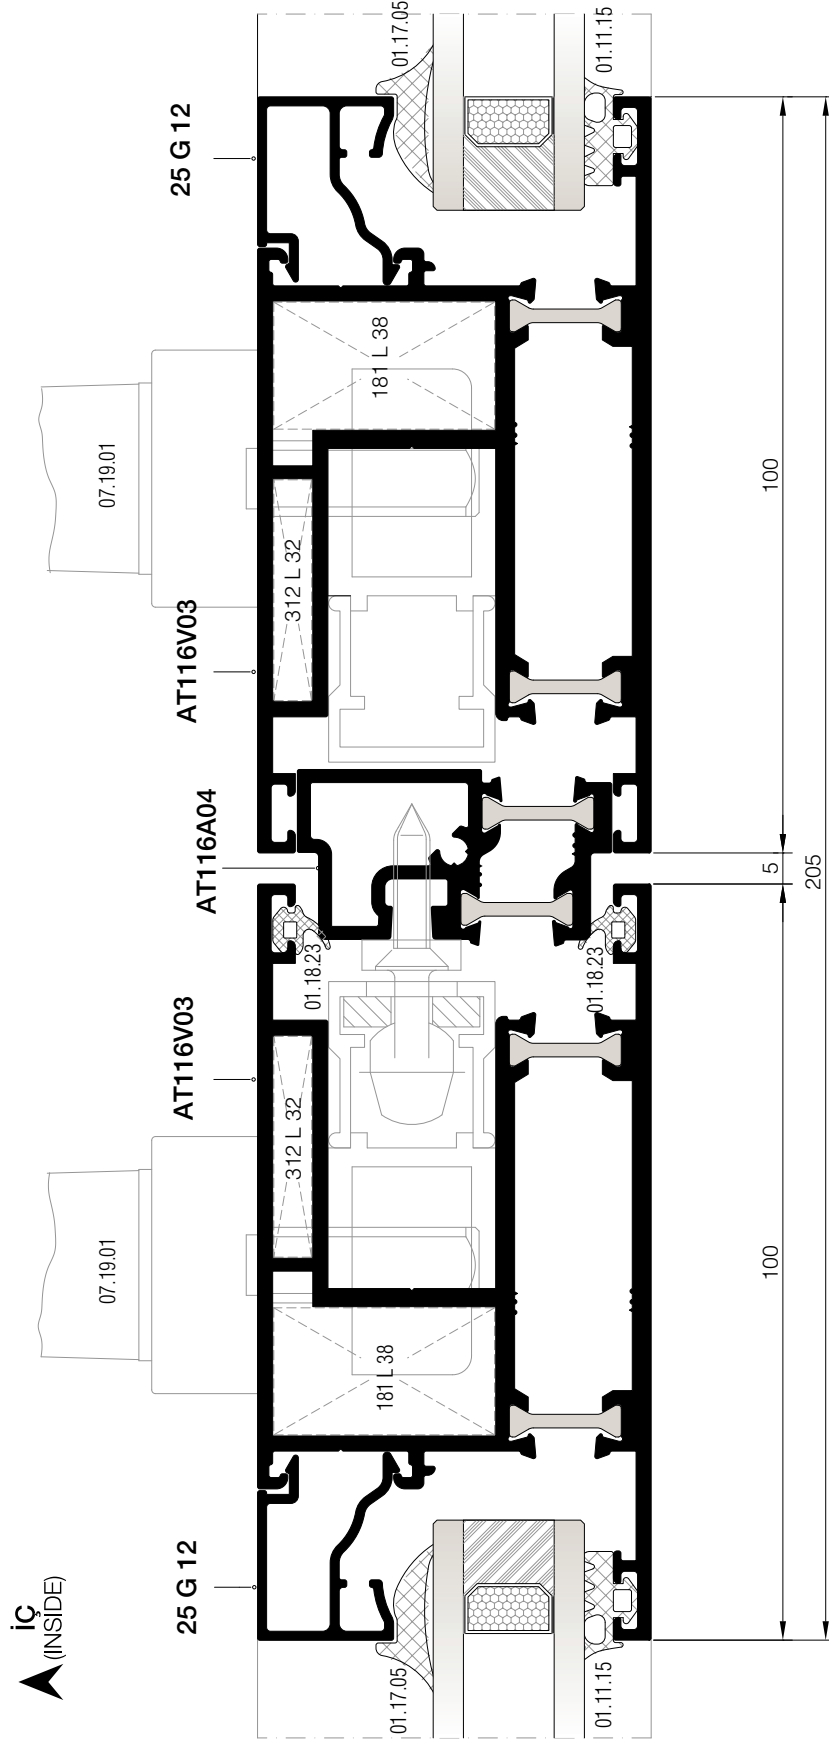 01.17.05
01.11.15
25 G 12
181 L 38
07.19.01
312 L 32
AT116V03
100
AT116A04
5
205
01.18.23
01.18.23
AT116V03
312 L 32
07.19.01
100
181 L 38
25 G 12
İÇ
(INSIDE)
01.17.05
01.11.15